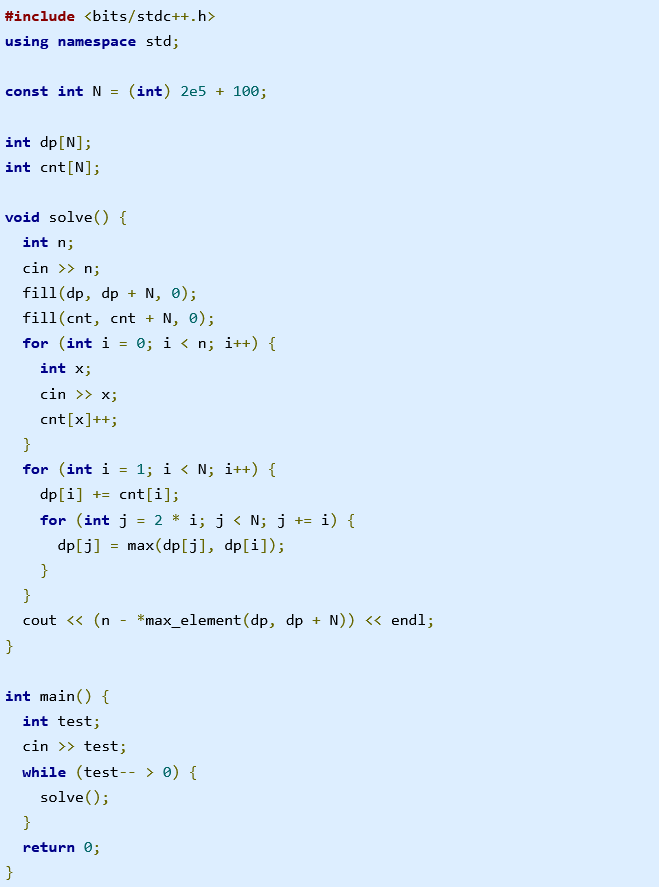 #include <bits/stdc++.h>
using namespace std;

const int N = (int) 2e5 + 100;

int dp[N];
int cnt[N];

void solve() {
  int n;
  cin >> n;
  fill(dp, dp + N, 0);
  fill(cnt, cnt + N, 0);
  for (int i = 0; i < n; i++) {
    int x;
    cin >> x;
    cnt[x]++;
  }
  for (int i = 1; i < N; i++) {
    dp[i] += cnt[i];
    for (int j = 2 * i; j < N; j += i) {
      dp[j] = max(dp[j], dp[i]);
    }
  }
  cout << (n - *max_element(dp, dp + N)) << endl;
}

int main() {
  int test;
  cin >> test;
  while (test-- > 0) {
    solve();
  }
  return 0;
}